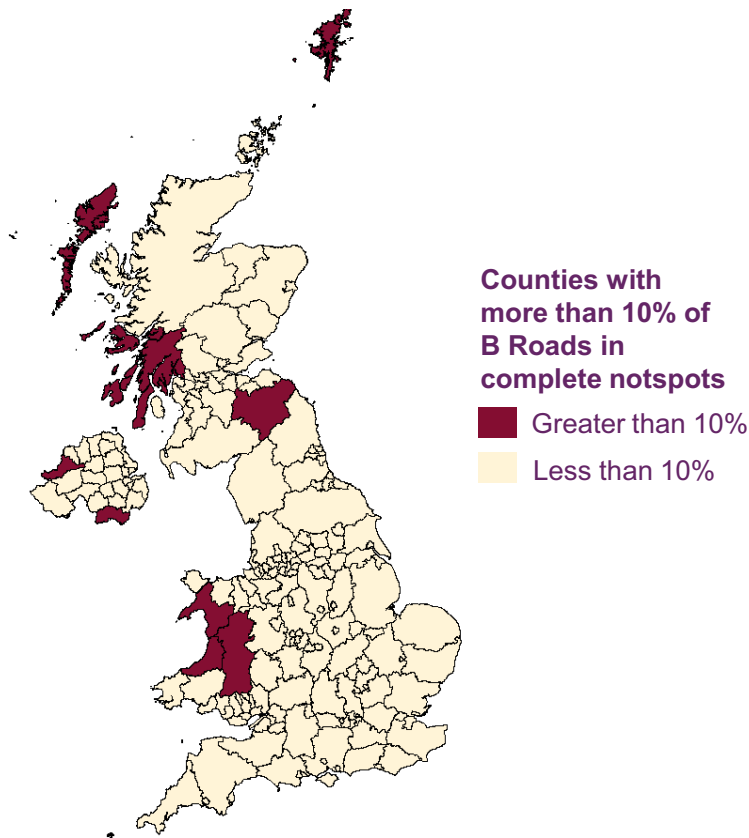 Counties with
more than 10% of
B Roads in
complete notspots
Greater than 10%
Less than 10%